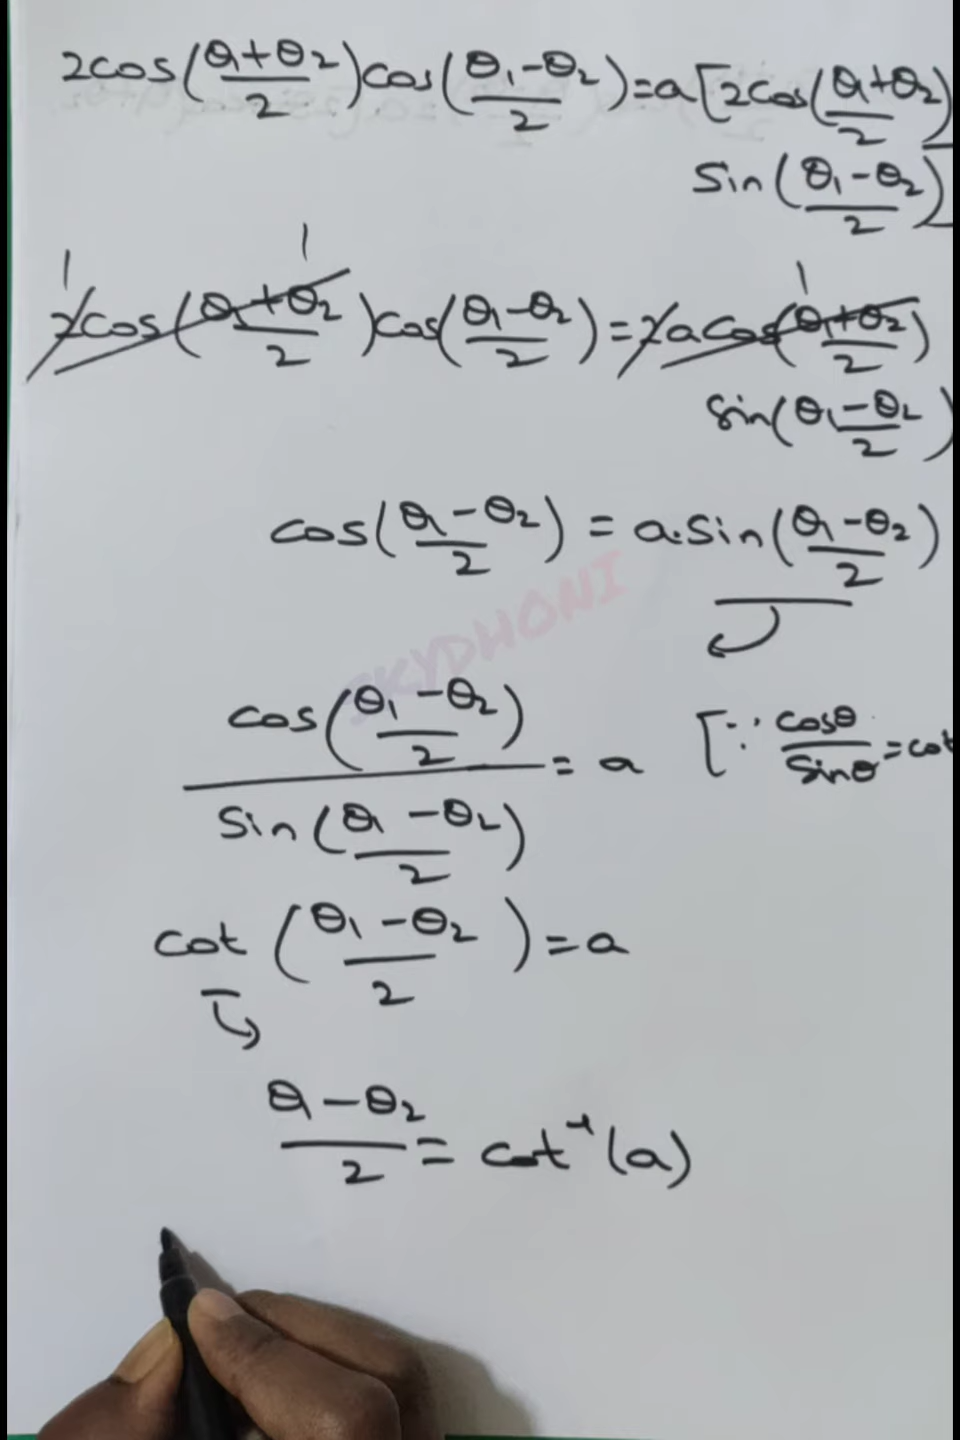 2cos(θ₁+θ₂/2)cos(θ₁-θ₂/2)=a[2cos(θ₁+θ₂/2)
sin(θ₁-θ₂/2)]
1 1 1
2cos(θ₁+θ₂/2)cos(θ₁-θ₂/2)=2acos(θ₁+θ₂/2)
sin(θ₁-θ₂/2)
cos(θ₁-θ₂/2)=a.sin(θ₁-θ₂/2)
SKYDHONI
cos(θ₁-θ₂/2)/sin(θ₁-θ₂/2)=a [∵ cosθ/sinθ=cot
cot(θ₁-θ₂/2)=a
θ₁-θ₂/2=cot⁻¹(a)